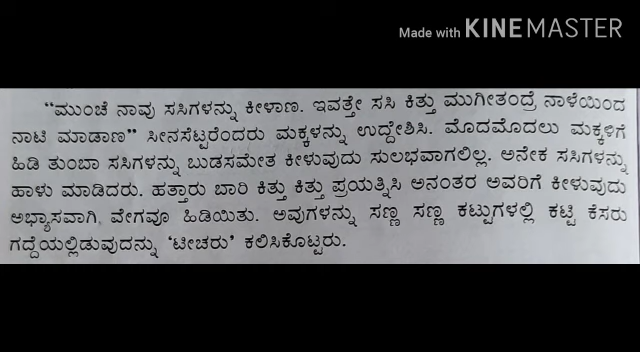 Made with KINEMASTER
“ಮುಂಚೆ ನಾವು ಸಸಿಗಳನ್ನು ಕೀಳಾಣ. ಇವತ್ತೇ ಸಸಿ ಕಿತ್ತು ಮುಗೀತಂದ್ರೆ ನಾಳೆಯಿಂದ
ನಾಟಿ ಮಾಡಾಣ” ಸೀನಸೆಟ್ಟರೆಂದರು ಮಕ್ಕಳನ್ನು ಉದ್ದೇಶಿಸಿ. ಮೊದಮೊದಲು ಮಕ್ಕಳಿಗೆ
ಹಿಡಿ ತುಂಬಾ ಸಸಿಗಳನ್ನು ಬುಡಸಮೇತ ಕೀಳುವುದು ಸುಲಭವಾಗಲಿಲ್ಲ. ಅನೇಕ ಸಸಿಗಳನ್ನು
ಹಾಳು ಮಾಡಿದರು. ಹತ್ತಾರು ಬಾರಿ ಕಿತ್ತು ಕಿತ್ತು ಪ್ರಯತ್ನಿಸಿ ಅನಂತರ ಅವರಿಗೆ ಕೀಳುವುದು
ಅಭ್ಯಾಸವಾಗಿ ವೇಗವೂ ಹಿಡಿಯಿತು. ಅವುಗಳನ್ನು ಸಣ್ಣ ಸಣ್ಣ ಕಟ್ಟುಗಳಲ್ಲಿ ಕಟ್ಟಿ ಕೆಸರು
ಗದ್ದೆಯಲ್ಲಿಡುವುದನ್ನು ‘ಟೀಚರು’ ಕಲಿಸಿಕೊಟ್ಟರು.